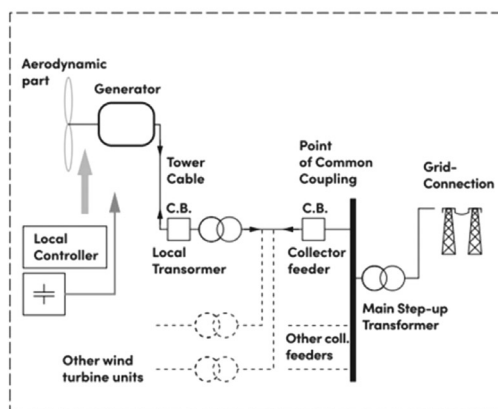 Aerodynamic
part
Generator
Tower
Cable
Point
of Common
Coupling
Grid-
Connection
C.B.
C.B.
Local
Controller
Local
Transormer
Collector
feeder
Main Step-up
Transformer
Other coll.
feeders
Other wind
turbine units